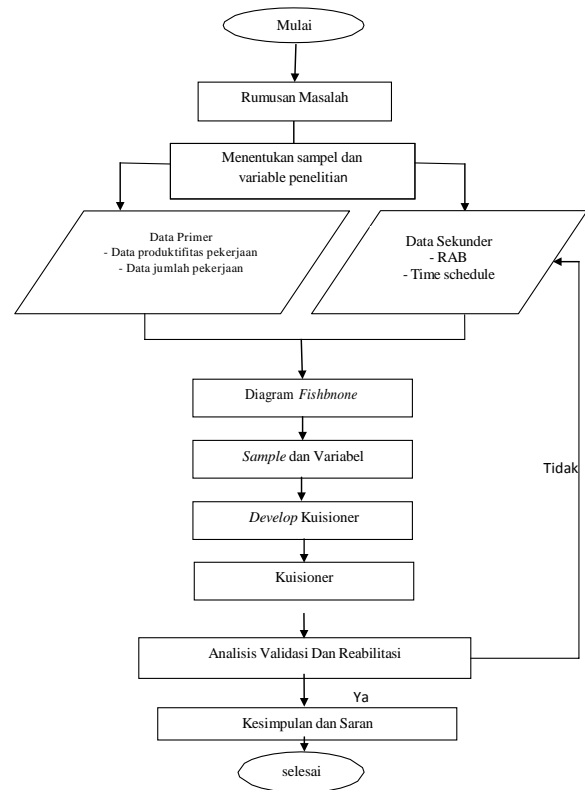 Mulai
Rumusan Masalah
Menentukan sampel dan
variable penelitian
Data Primer
- Data produktifitas pekerjaan
- Data jumlah pekerjaan
Data Sekunder
- RAB
- Time schedule
Diagram Fishbnone
Sample dan Variabel
Tidak
Develop Kuisioner
Kuisioner
Analisis Validasi Dan Reabilitasi
Ya
Kesimpulan dan Saran
selesai